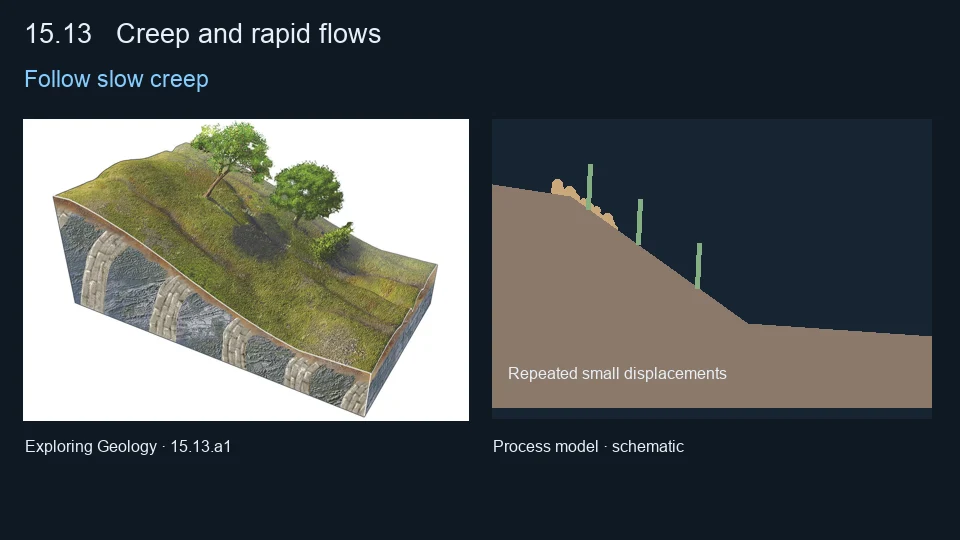 15.13 Creep and rapid flows
Follow slow creep
Repeated small displacements
Exploring Geology · 15.13.a1
Process model · schematic